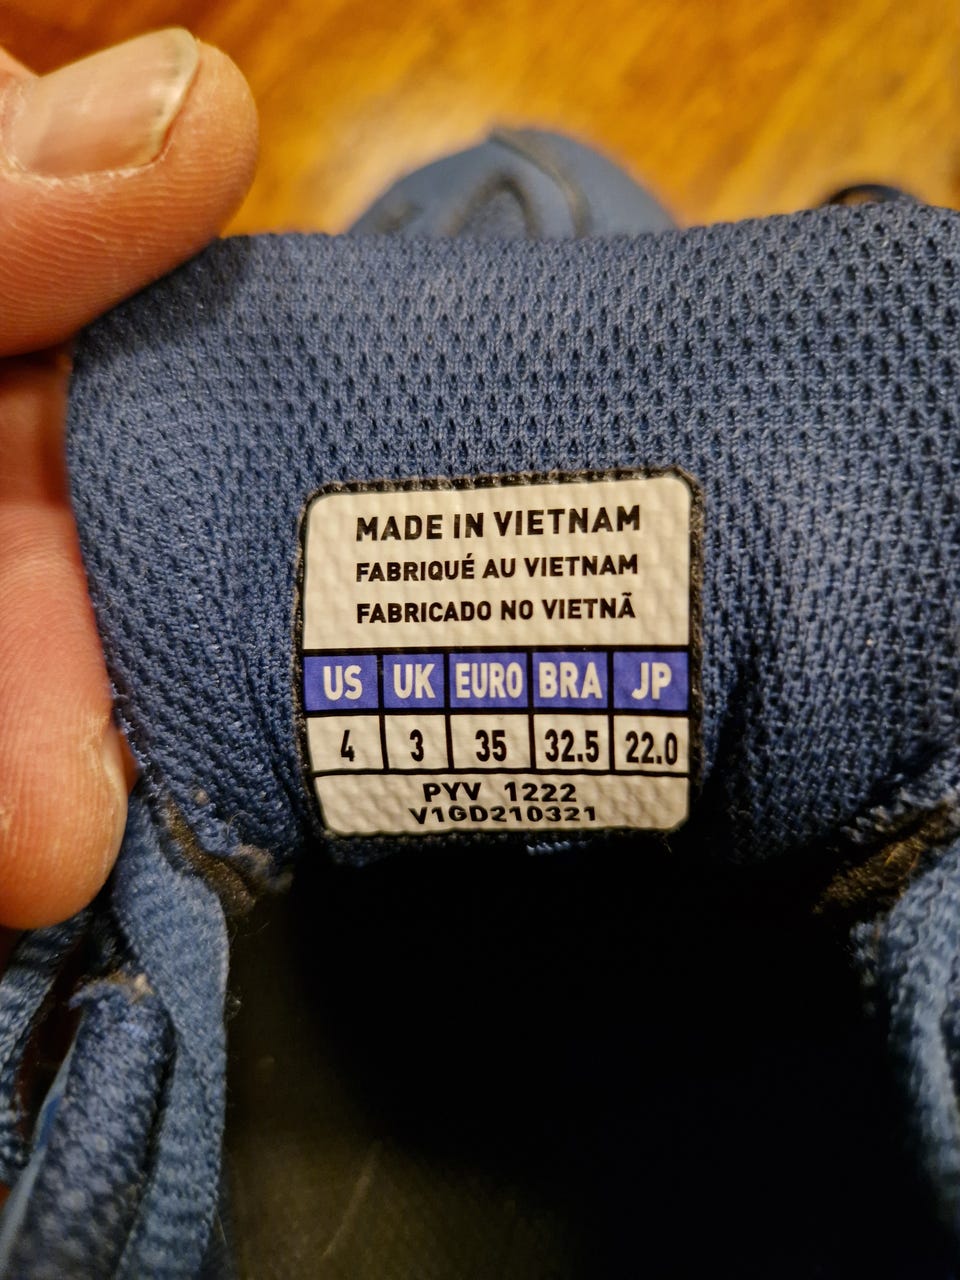 MADE IN VIETNAM
FABRIQUÉ AU VIETNAM
FABRICADO NO VIETNÃ
US UK EURO BRA JP
4 3 35 32.5 22.0
PYV 1222
V1GD210321